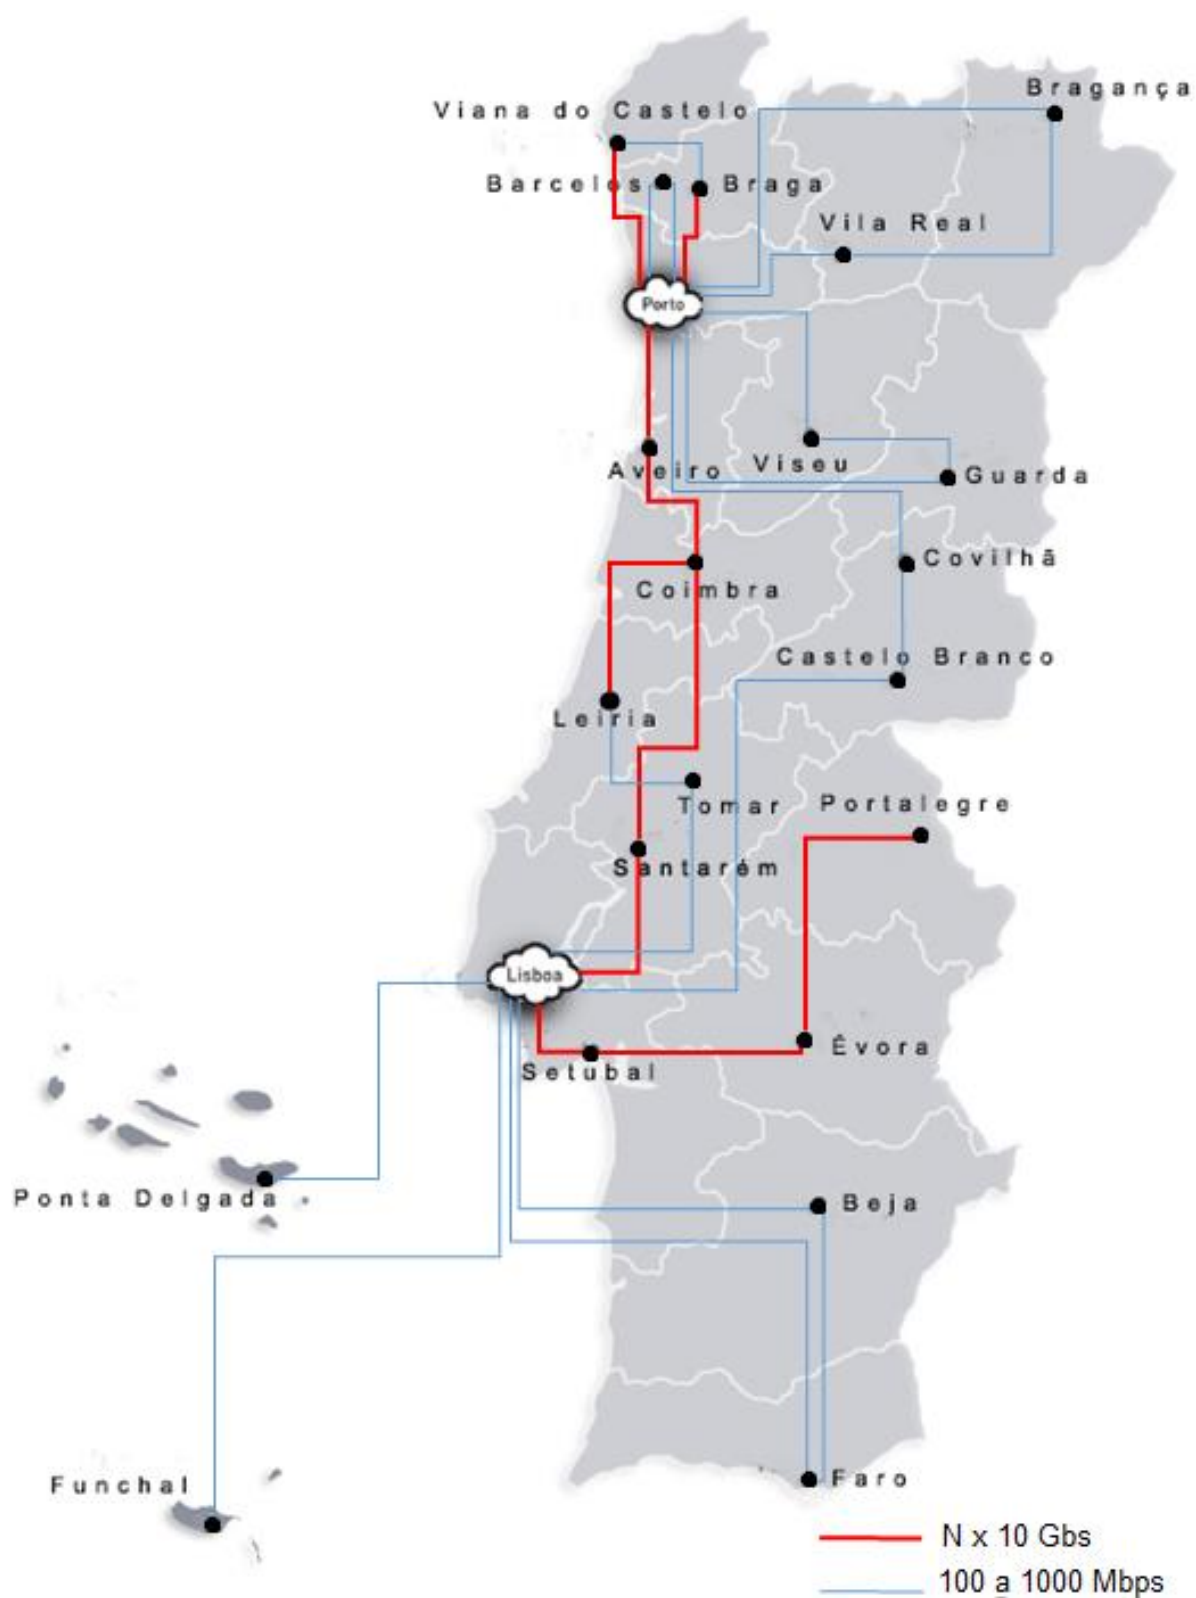 Bragança
Viana do Castelo
Barcelos
Braga
Vila Real
Porto
Aveiro
Viseu
Guarda
Coimbra
Covilhã
Castelo Branco
Leiria
Tomar
Portalegre
Santarém
Lisboa
Évora
Setubal
Ponta Delgada
Beja
Funchal
Faro
N x 10 Gbs
100 a 1000 Mbps